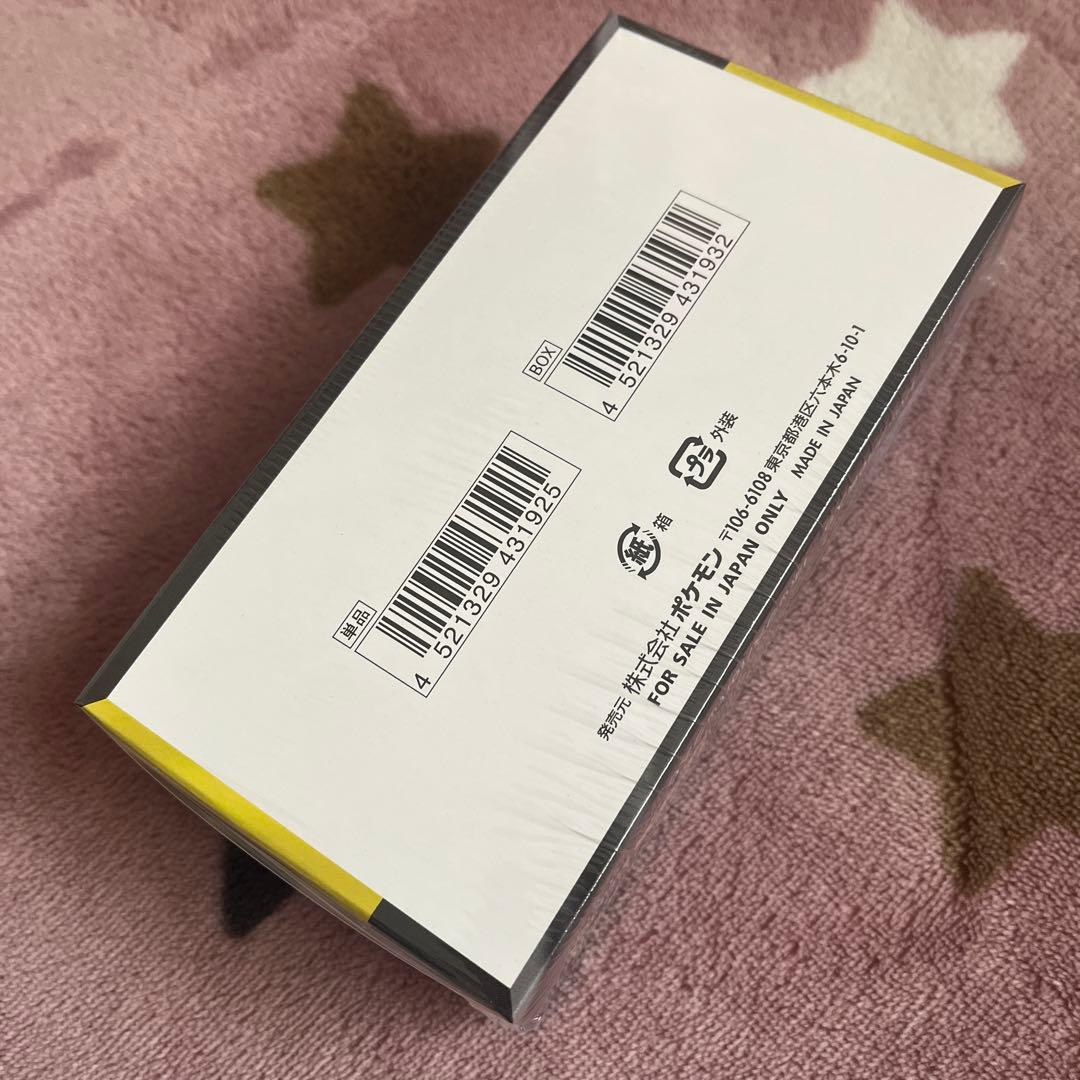 BOX
4 521329 431932
単品
4 521329 431925
プラ 外装
紙 箱
発売元 株式会社ポケモン 〒106-6108 東京都港区六本木6-10-1
FOR SALE IN JAPAN ONLY MADE IN JAPAN